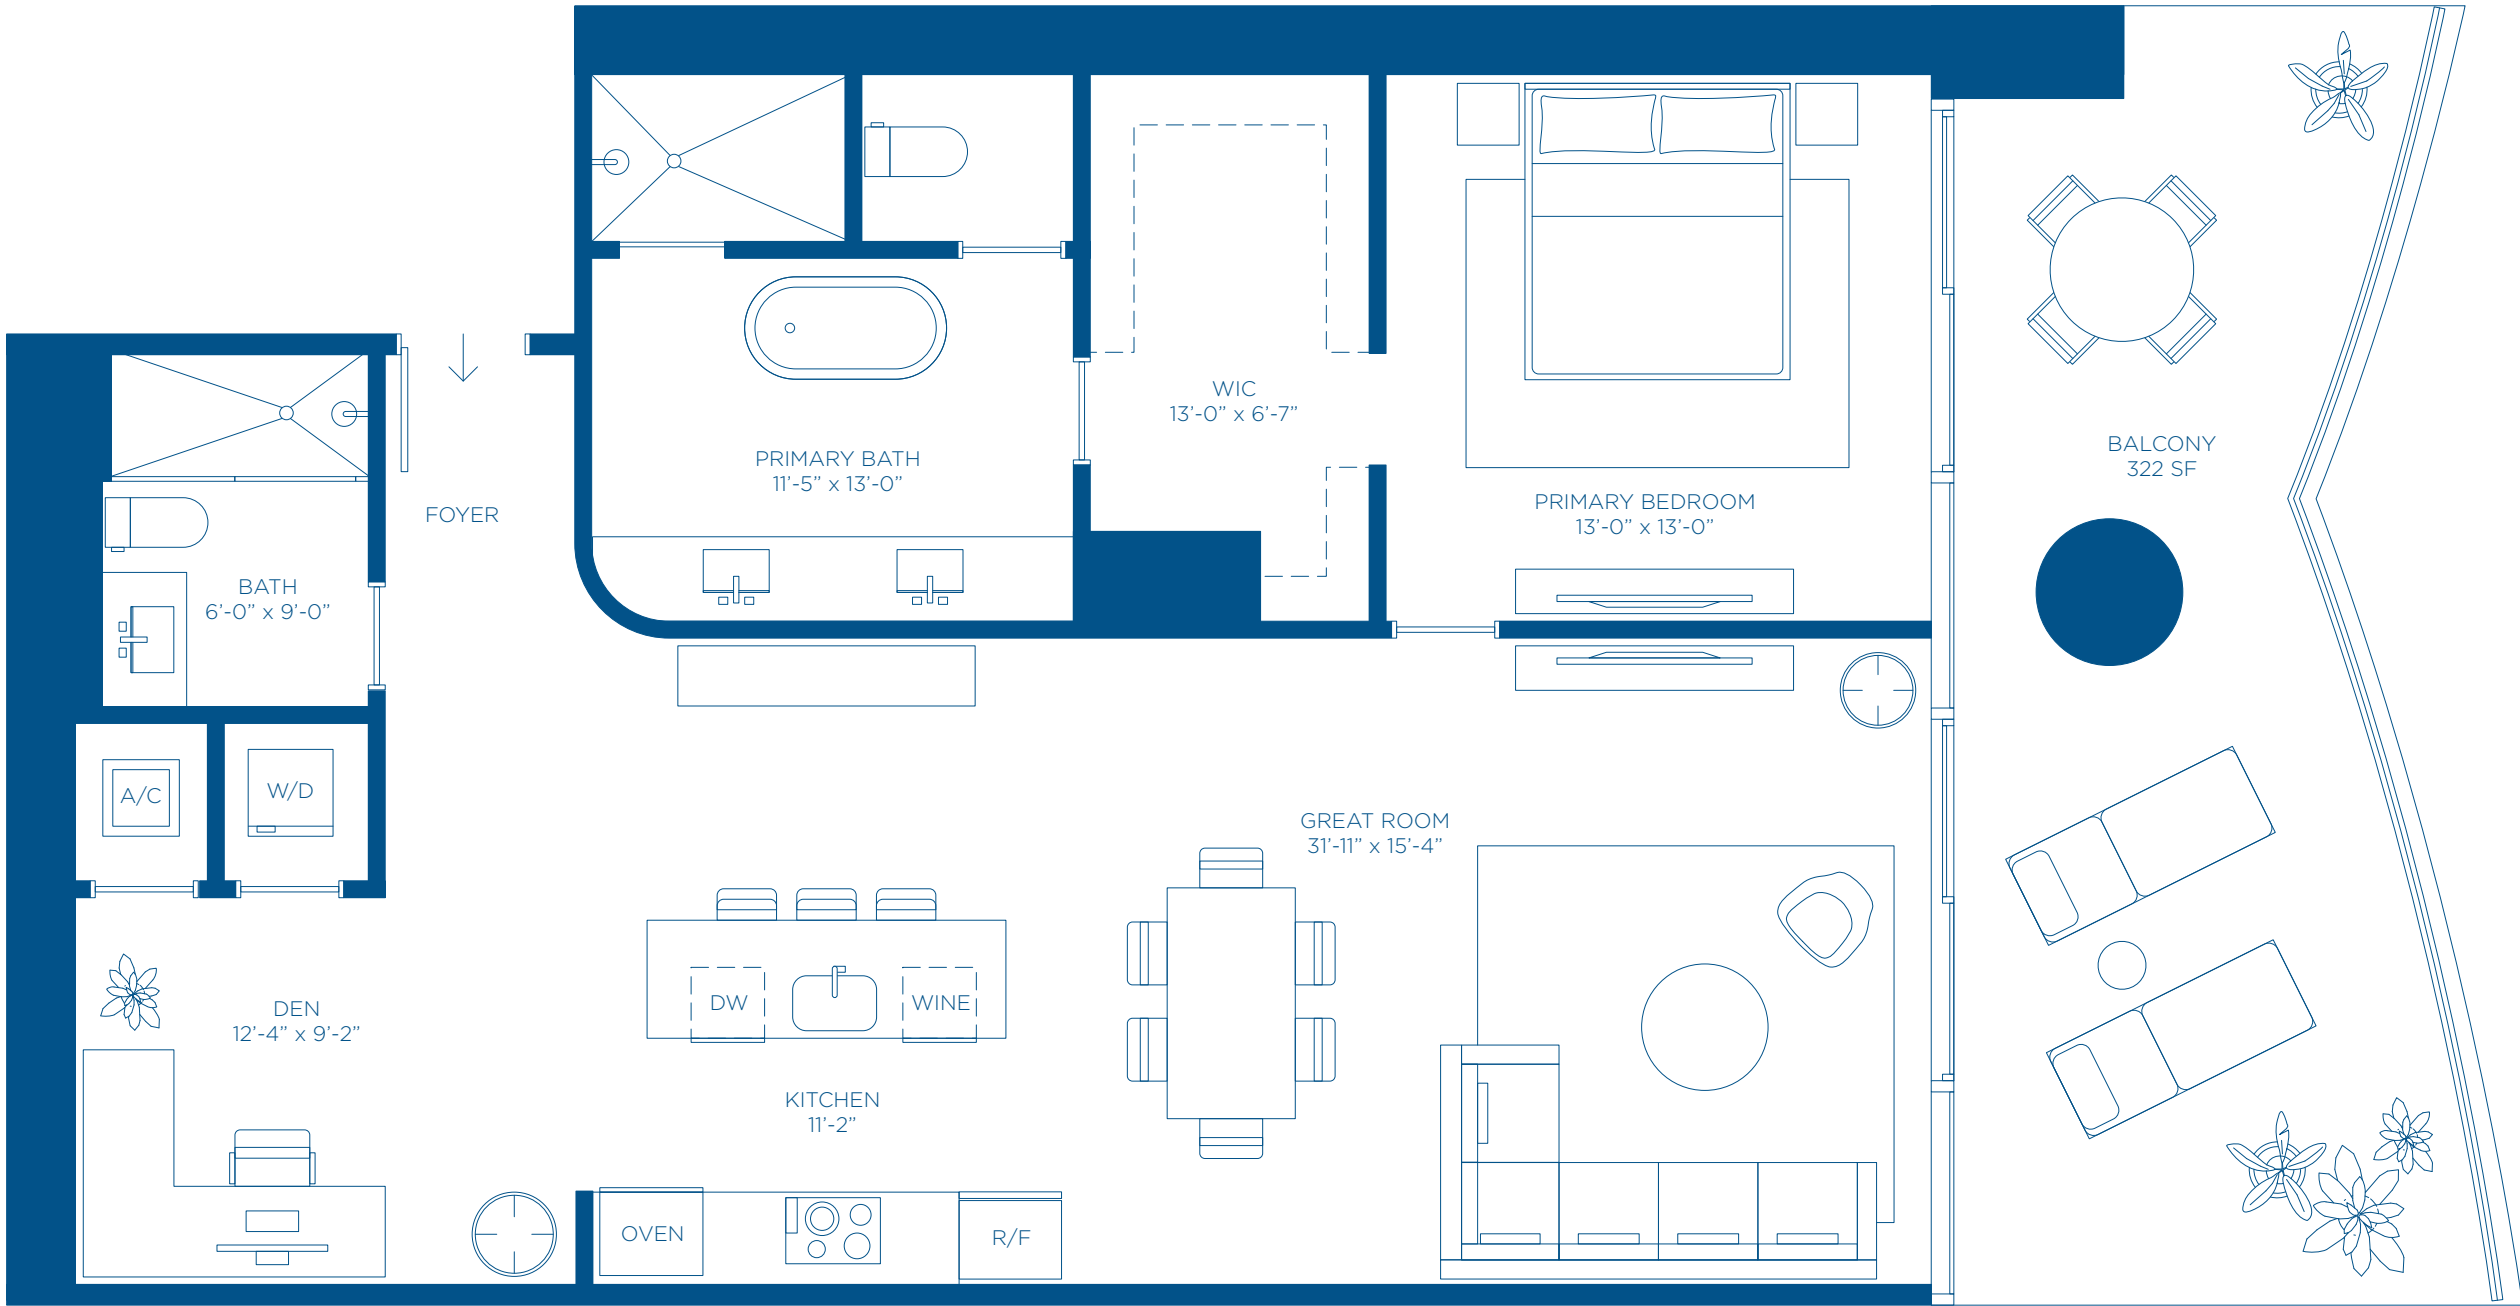 WIC
13'-0" x 6'-7"
PRIMARY BATH
11'-5" x 13'-0"
BALCONY
322 SF
PRIMARY BEDROOM
13'-0" x 13'-0"
FOYER
BATH
6'-0" x 9'-0"
A/C
W/D
GREAT ROOM
31'-11" x 15'-4"
DEN
12'-4" x 9'-2"
DW
WINE
KITCHEN
11'-2"
OVEN
R/F